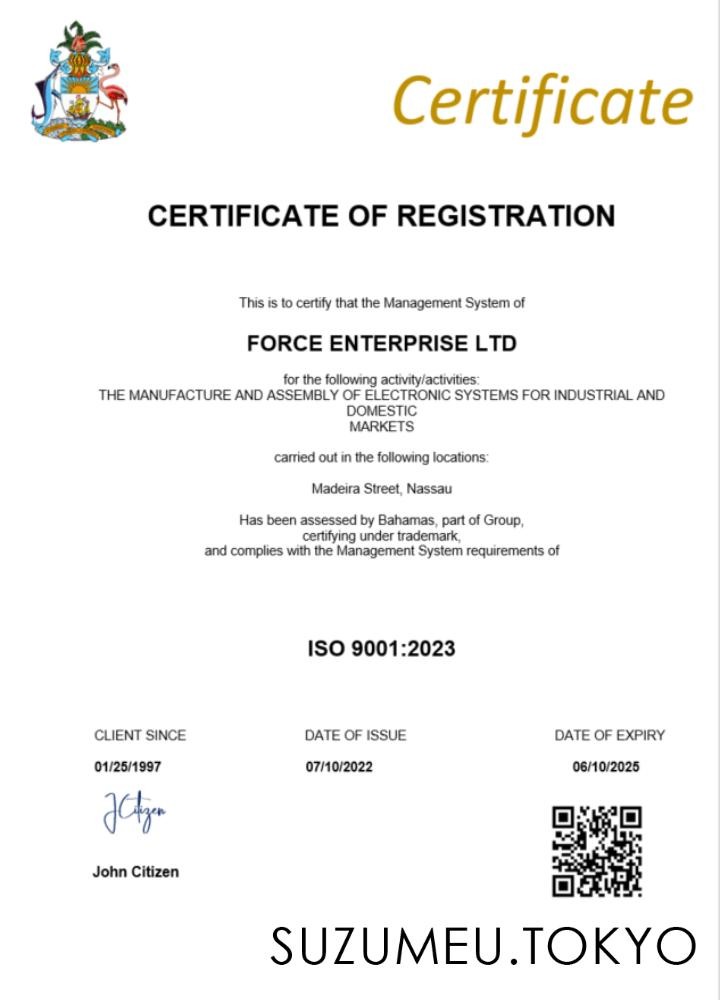 Certificate
CERTIFICATE OF REGISTRATION
This is to certify that the Management System of
FORCE ENTERPRISE LTD
for the following activity/activities:
THE MANUFACTURE AND ASSEMBLY OF ELECTRONIC SYSTEMS FOR INDUSTRIAL AND
DOMESTIC
MARKETS
carried out in the following locations:
Madeira Street, Nassau
Has been assessed by Bahamas, part of Group,
certifying under trademark,
and complies with the Management System requirements of
ISO 9001:2023
CLIENT SINCE DATE OF ISSUE DATE OF EXPIRY
01/25/1997 07/10/2022 06/10/2025
JCitizen
John Citizen
SUZUMEU.TOKYO